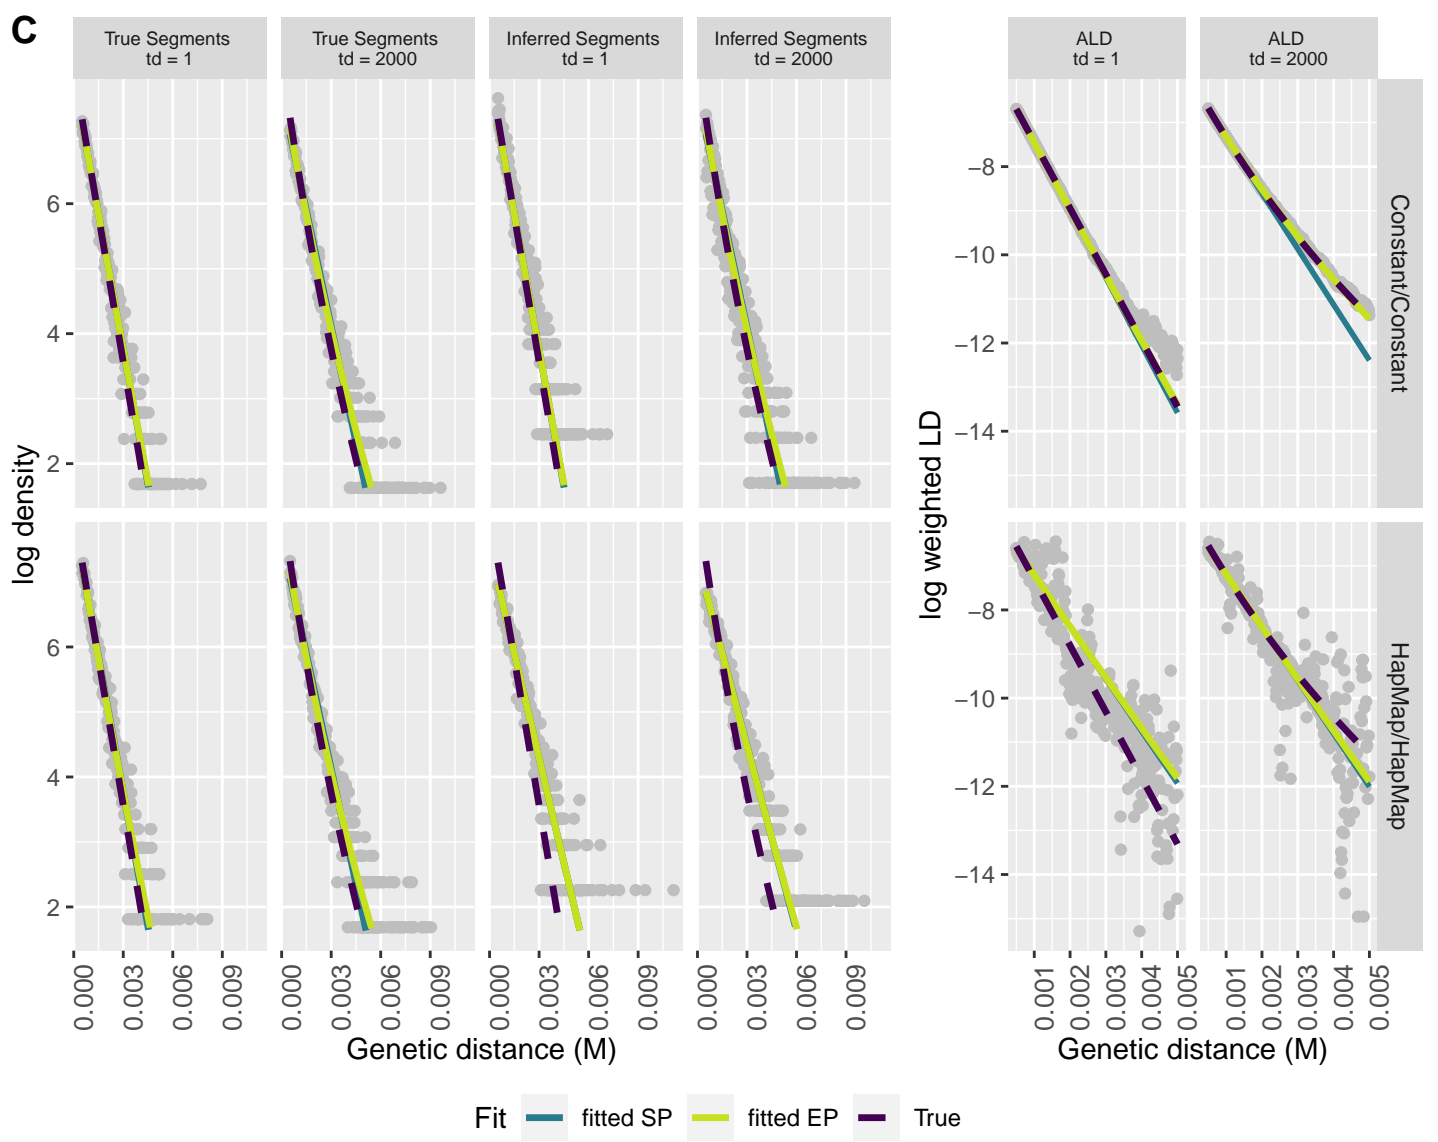 C
True Segments
td = 1
True Segments
td = 2000
Inferred Segments
td = 1
Inferred Segments
td = 2000
ALD
td = 1
ALD
td = 2000
log density
6
4
2
6
4
2
0.000
0.003
0.006
0.009
0.000
0.003
0.006
0.009
0.000
0.003
0.006
0.009
0.000
0.003
0.006
0.009
Genetic distance (M)
log weighted LD
−8
−10
−12
−14
−8
−10
−12
−14
Constant/Constant
HapMap/HapMap
0.001
0.002
0.003
0.004
0.005
0.001
0.002
0.003
0.004
0.005
Genetic distance (M)
Fit
fitted SP
fitted EP
True